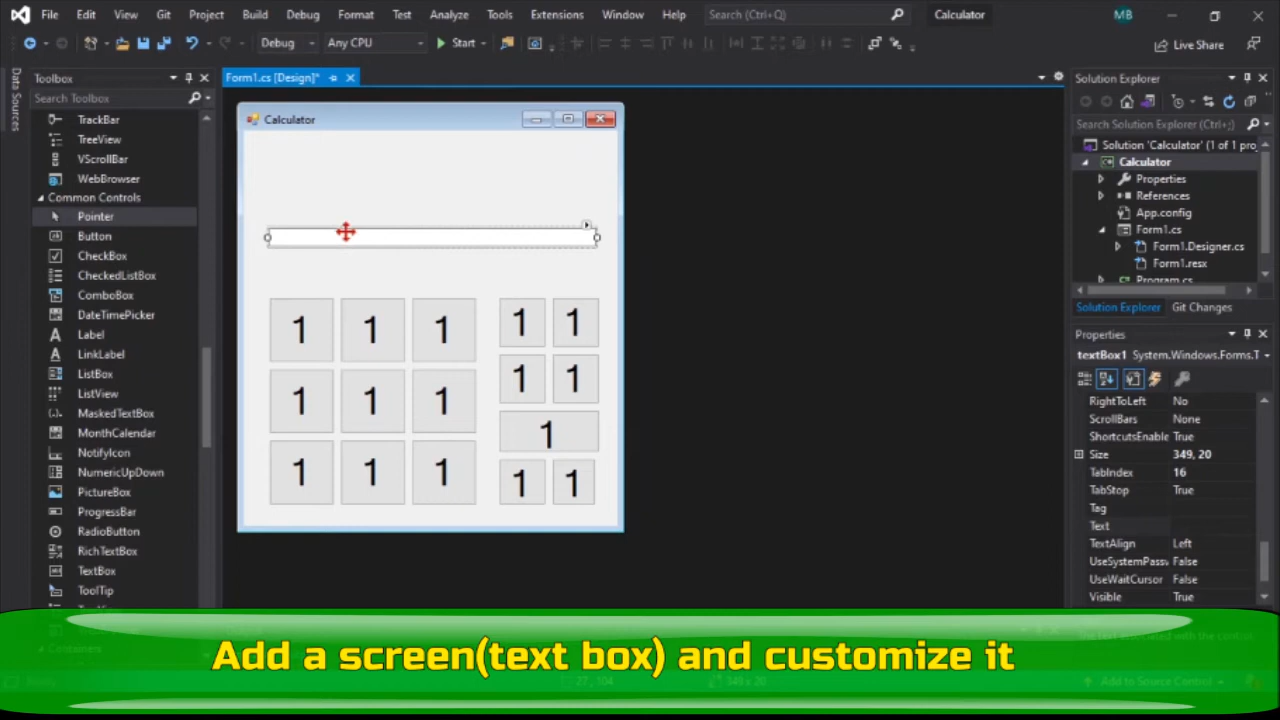 File Edit View Git Project Build Debug Format Test Analyze Tools Extensions Window Help Search (Ctrl+Q) Calculator MB
Debug Any CPU Start Live Share
Data Sources
Toolbox
Search Toolbox
TrackBar
TreeView
VScrollBar
WebBrowser
Common Controls
Pointer
Button
CheckBox
CheckedListBox
ComboBox
DateTimePicker
Label
LinkLabel
ListBox
ListView
MaskedTextBox
MonthCalendar
NotifyIcon
NumericUpDown
PictureBox
ProgressBar
RadioButton
RichTextBox
TextBox
ToolTip
Form1.cs [Design]*
Calculator
1 1 1 1 1
1 1 1 1 1
1
1 1 1 1 1
Solution Explorer
Search Solution Explorer (Ctrl+;)
Solution 'Calculator' (1 of 1 pro
Calculator
Properties
References
App.config
Form1.cs
Form1.Designer.cs
Form1.resx
Program.cs
Solution Explorer Git Changes
Properties
textBox1 System.Windows.Forms.T
RightToLeft No
ScrollBars None
ShortcutsEnable True
Size 349, 20
TabIndex 16
TabStop True
Tag
Text
TextAlign Left
UseSystemPassw False
UseWaitCursor False
Visible True
Add a screen(text box) and customize it
Add to Source Control